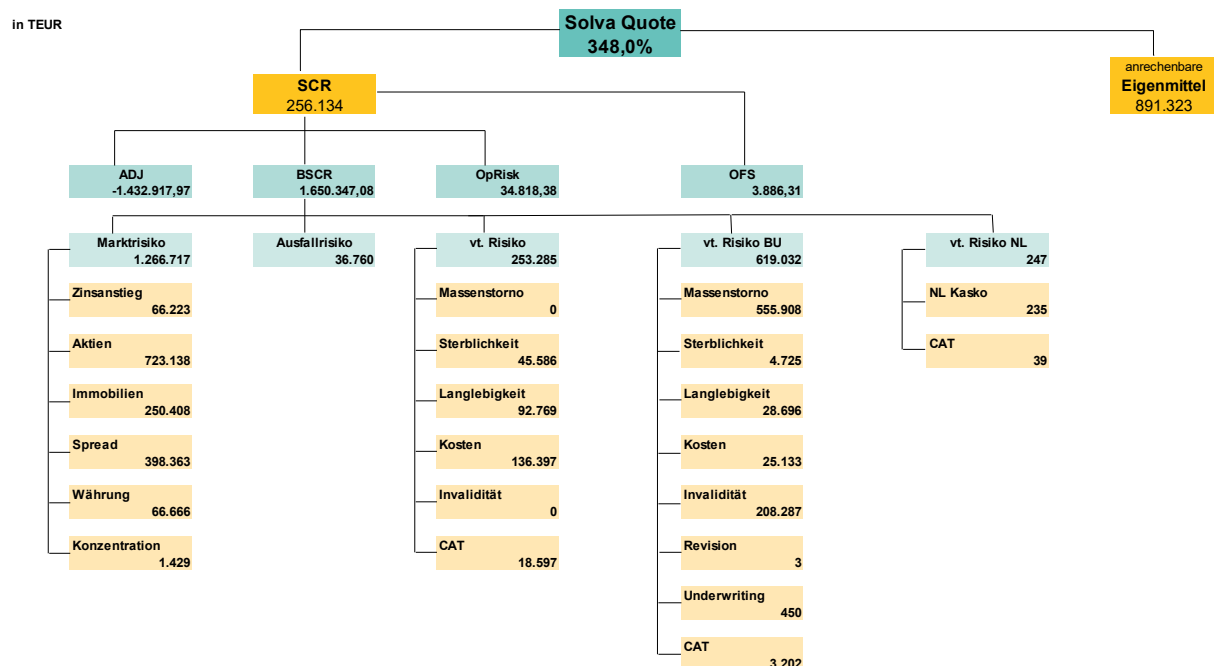 in TEUR
Solva Quote
348,0%
anrechenbare
Eigenmittel
891.323
SCR
256.134
ADJ
-1.432.917,97
BSCR
1.650.347,08
OpRisk
34.818,38
OFS
3.886,31
Marktrisiko
1.266.717
Ausfallrisiko
36.760
vt. Risiko
253.285
vt. Risiko BU
619.032
vt. Risiko NL
247
Zinsanstieg
66.223
Massenstorno
0
Massenstorno
555.908
NL Kasko
235
Aktien
723.138
Sterblichkeit
45.586
Sterblichkeit
4.725
CAT
39
Immobilien
250.408
Langlebigkeit
92.769
Langlebigkeit
28.696
Spread
398.363
Kosten
136.397
Kosten
25.133
Währung
66.666
Invalidität
0
Invalidität
208.287
Konzentration
1.429
CAT
18.597
Revision
3
Underwriting
450
CAT
3.202